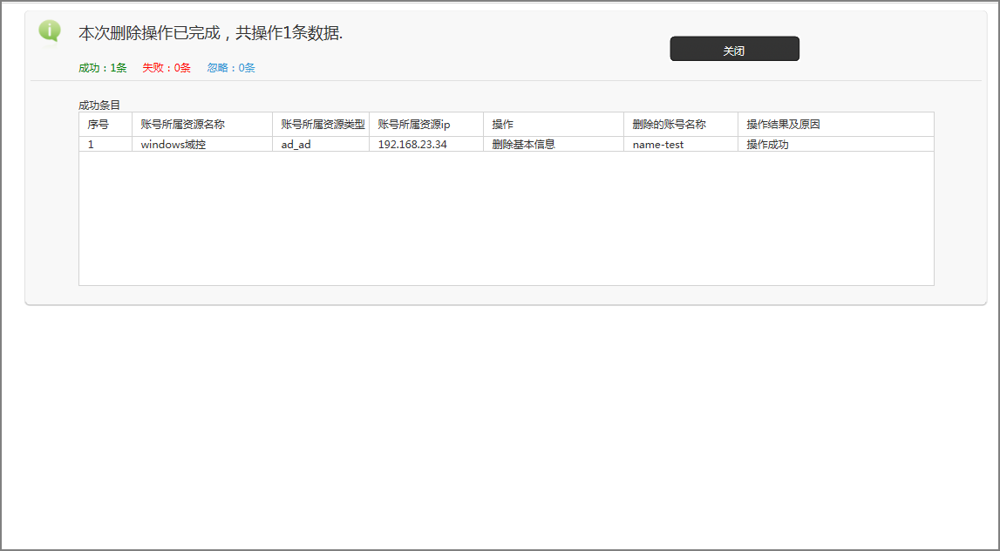 本次删除操作已完成，共操作1条数据.
关闭
成功：1条 失败：0条 忽略：0条
成功条目
序号 账号所属资源名称 账号所属资源类型 账号所属资源ip 操作 删除的账号名称 操作结果及原因
1 windows域控 ad_ad 192.168.23.34 删除基本信息 name-test 操作成功